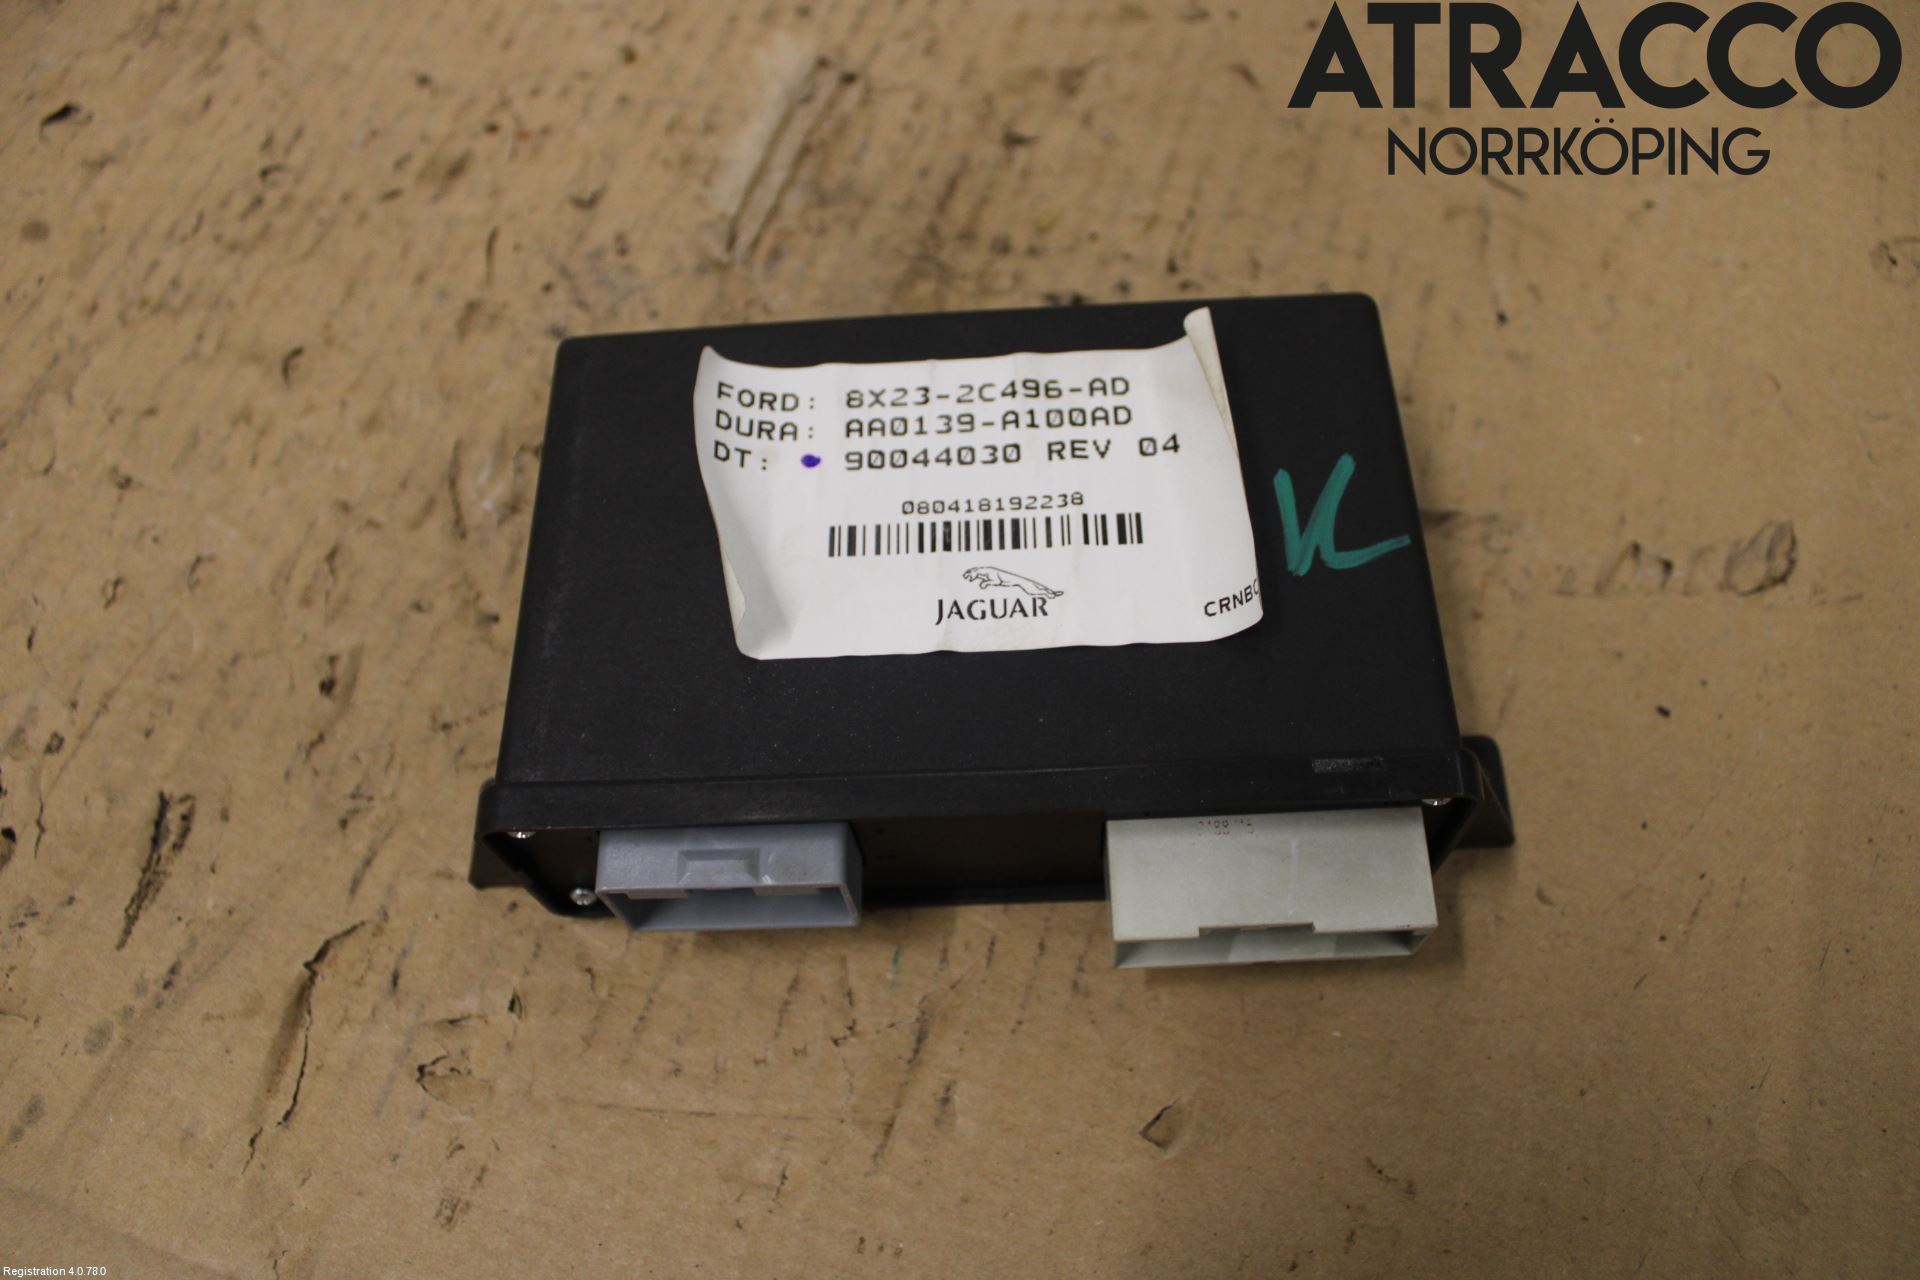 ATRACCO
NORRKÖPING
FORD: 8X23-2C496-AD
DURA: AA0139-A100AD
DT: 90044030 REV 04
080418192238
JAGUAR
VL
Registration 4.0.78.0